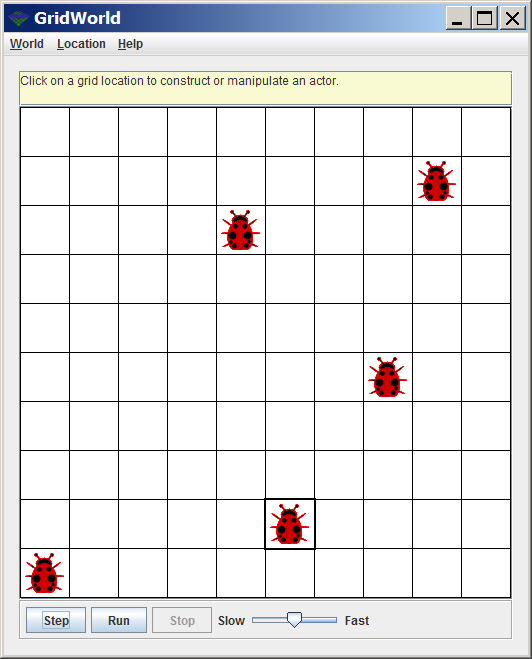 GridWorld
World Location Help
Click on a grid location to construct or manipulate an actor.
Step Run Stop Slow Fast